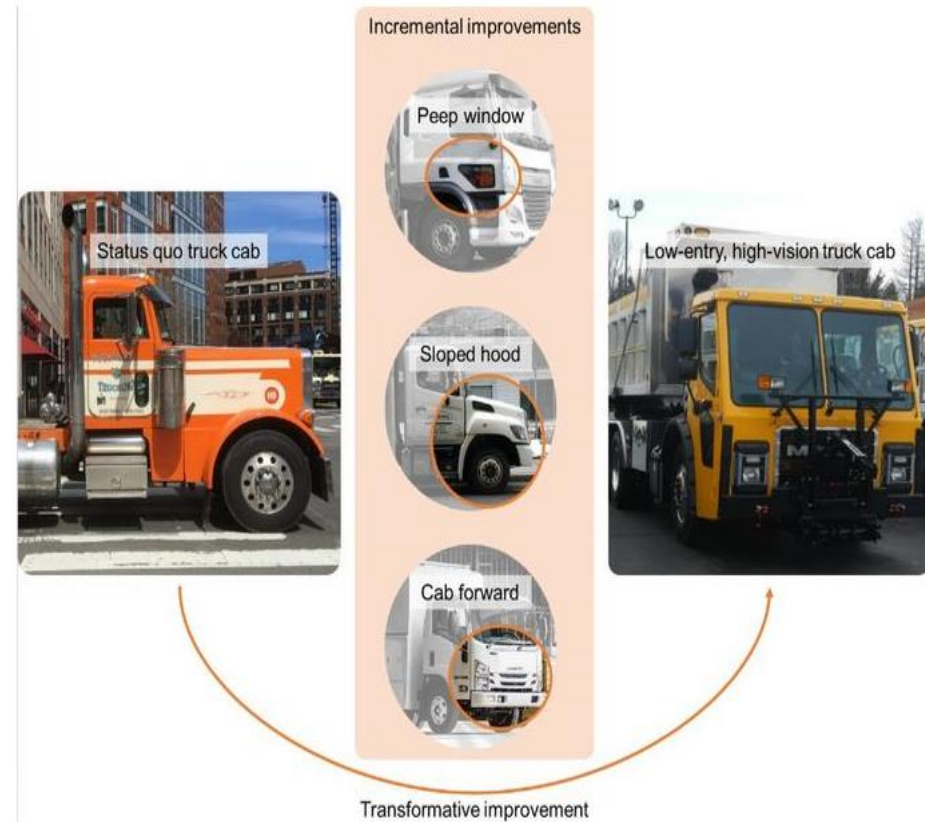 Incremental improvements
Peep window
Status quo truck cab
Low-entry, high-vision truck cab
Sloped hood
Cab forward
Transformative improvement